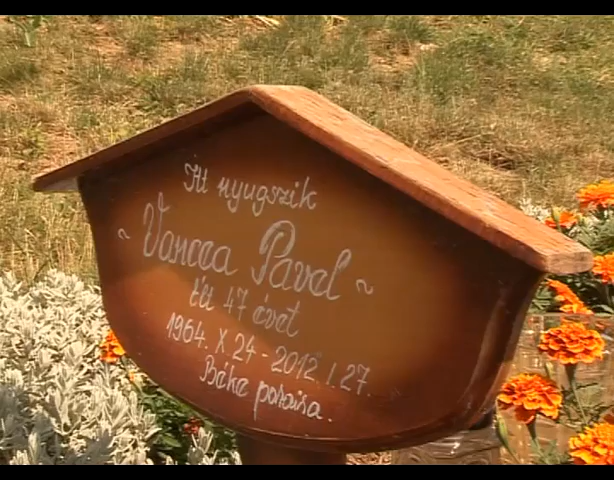 Itt nyugszik
~ Vancea Pavel ~
élt 47 évet
1964. X. 24 - 2012. I. 27.
Béke poraira.